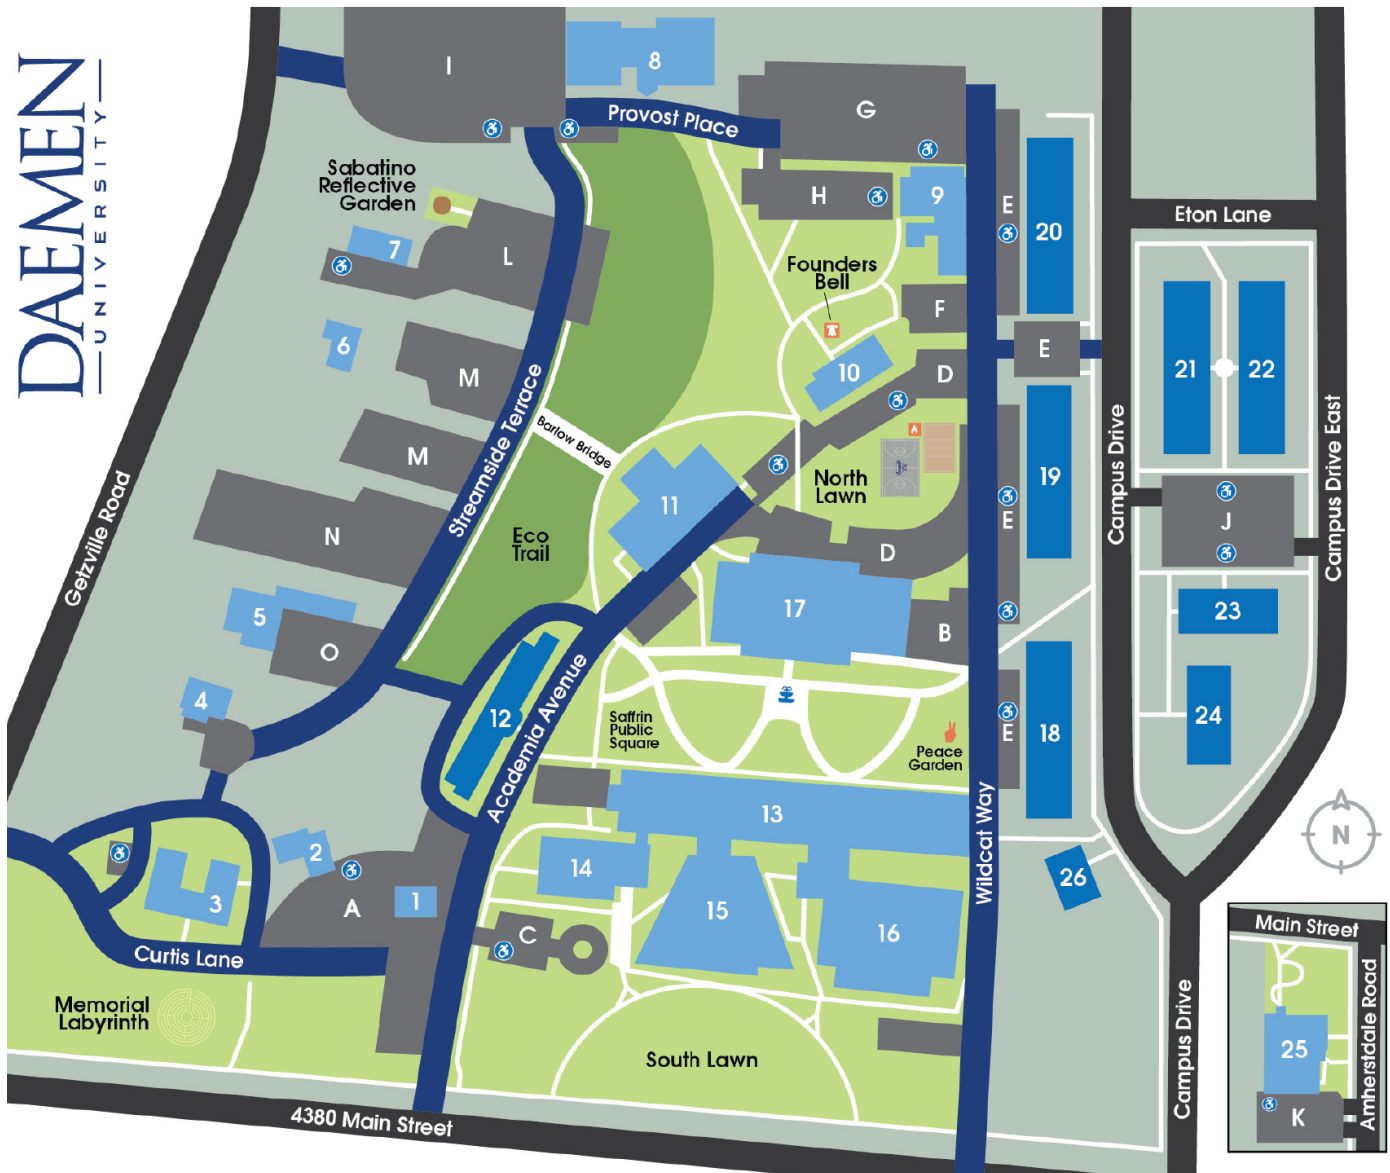 DAEMEN
UNIVERSITY
I
8
Provost Place
G
Sabatino
Reflective
Garden
H
9
E
20
Eton Lane
7
L
Founders
Bell
F
6
M
10
D
E
21
22
Streamside Terrace
Barlow Bridge
M
North
Lawn
19
Campus Drive
Campus Drive East
Getzville Road
11
N
Eco
Trail
D
E
J
5
O
17
B
23
4
12
Academia Avenue
Saffrin
Public
Square
Peace
Garden
E
18
24
N
13
Wildcat Way
2
14
26
3
A
1
C
15
16
Curtis Lane
Main Street
Memorial
Labyrinth
South Lawn
Campus Drive
25
Amherstdale Road
K
4380 Main Street